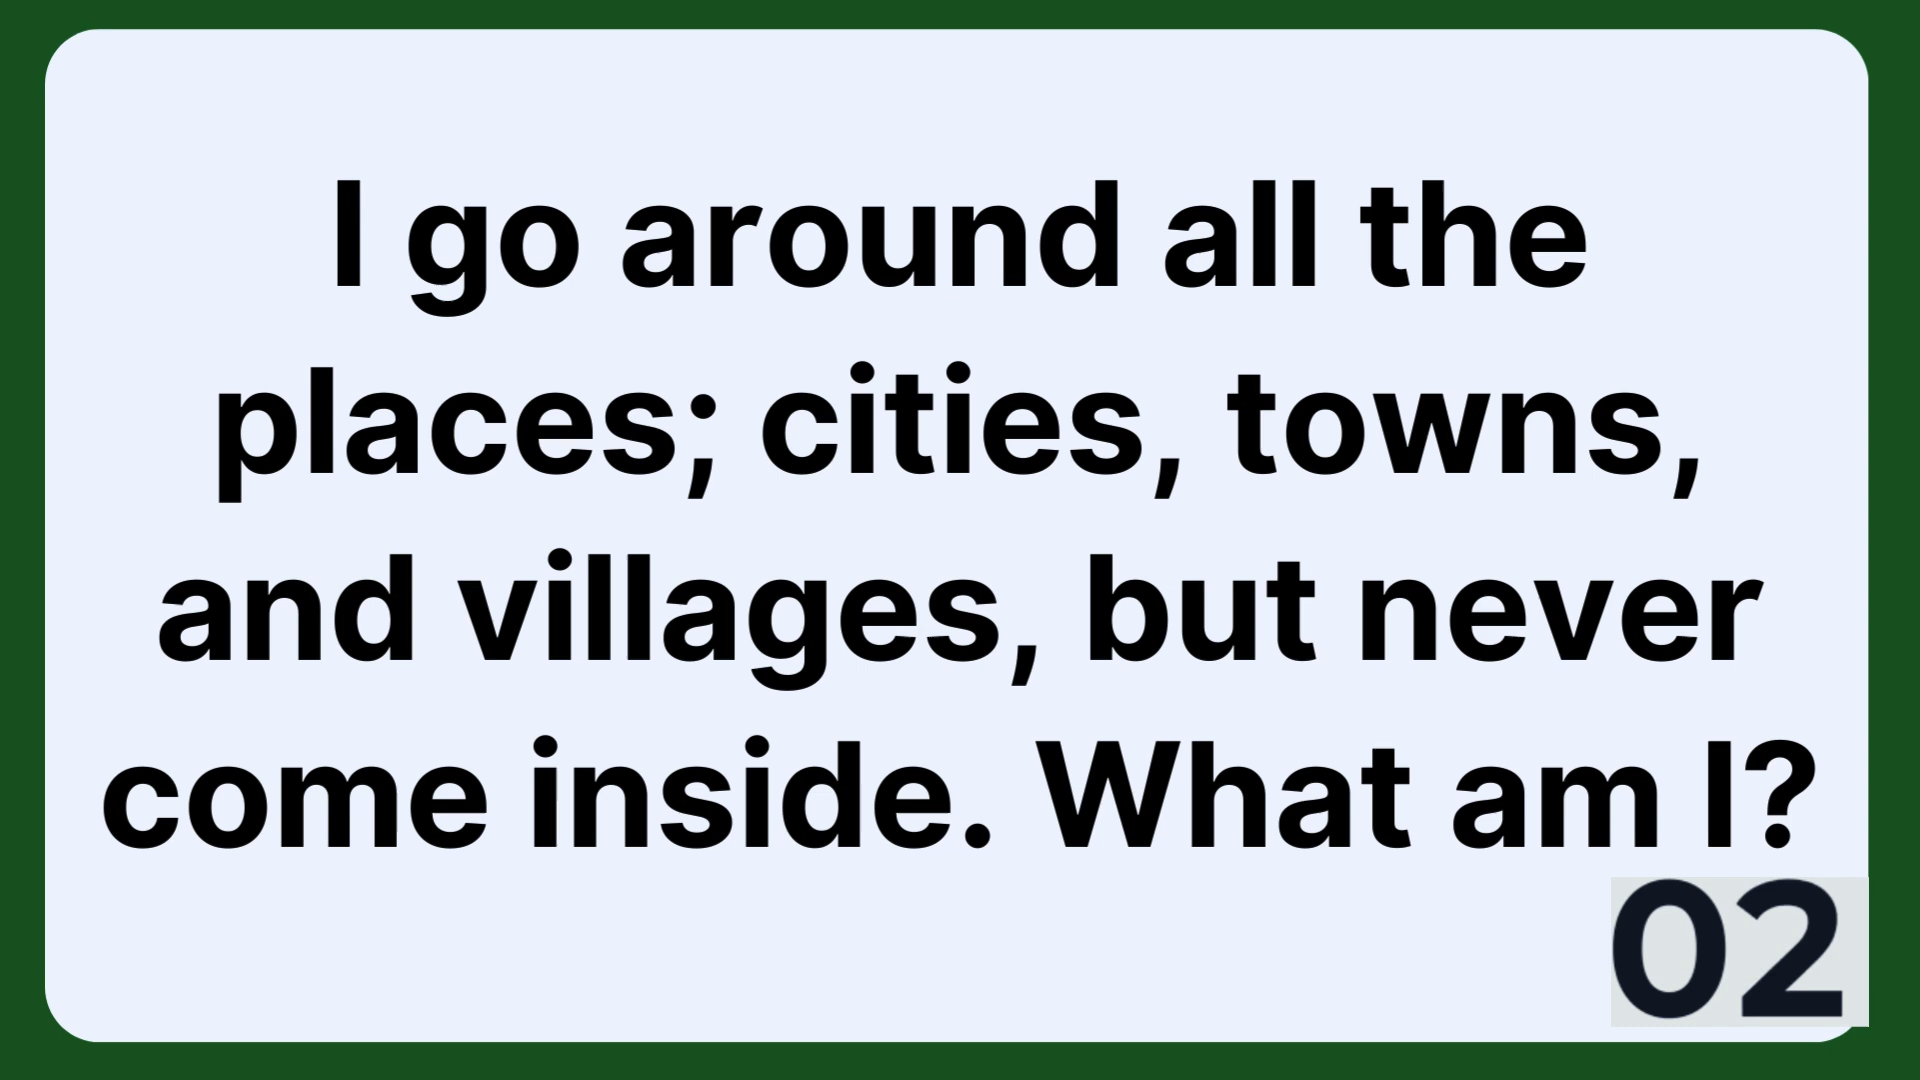 I go around all the
places; cities, towns,
and villages, but never
come inside. What am I?
02